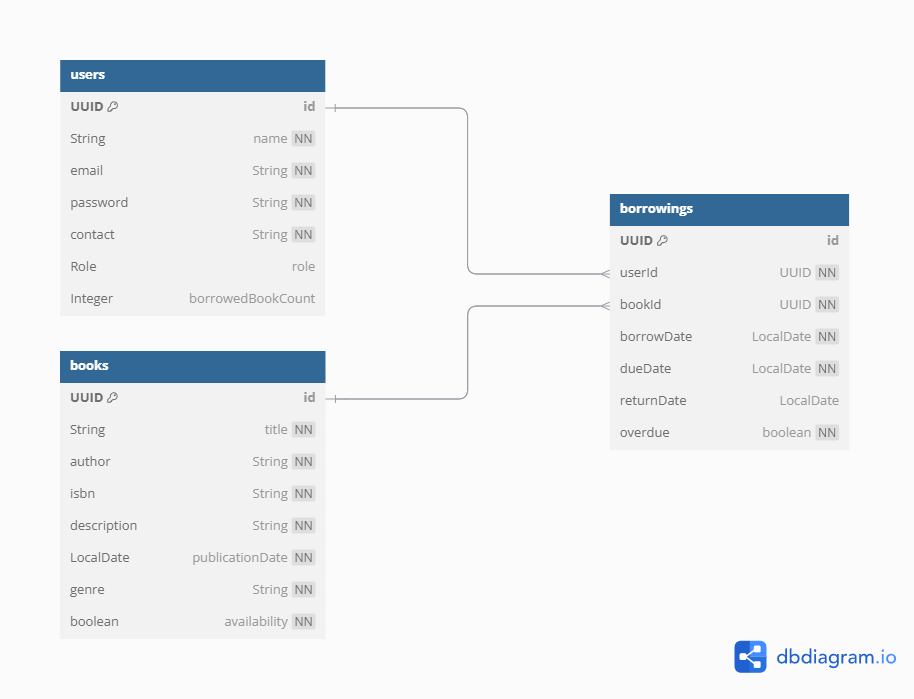 users
UUID id
String name NN
email String NN
password String NN
contact String NN
Role role
Integer borrowedBookCount
books
UUID id
String title NN
author String NN
isbn String NN
description String NN
LocalDate publicationDate NN
genre String NN
boolean availability NN
borrowings
UUID id
userId UUID NN
bookId UUID NN
borrowDate LocalDate NN
dueDate LocalDate NN
returnDate LocalDate
overdue boolean NN
dbdiagram.io